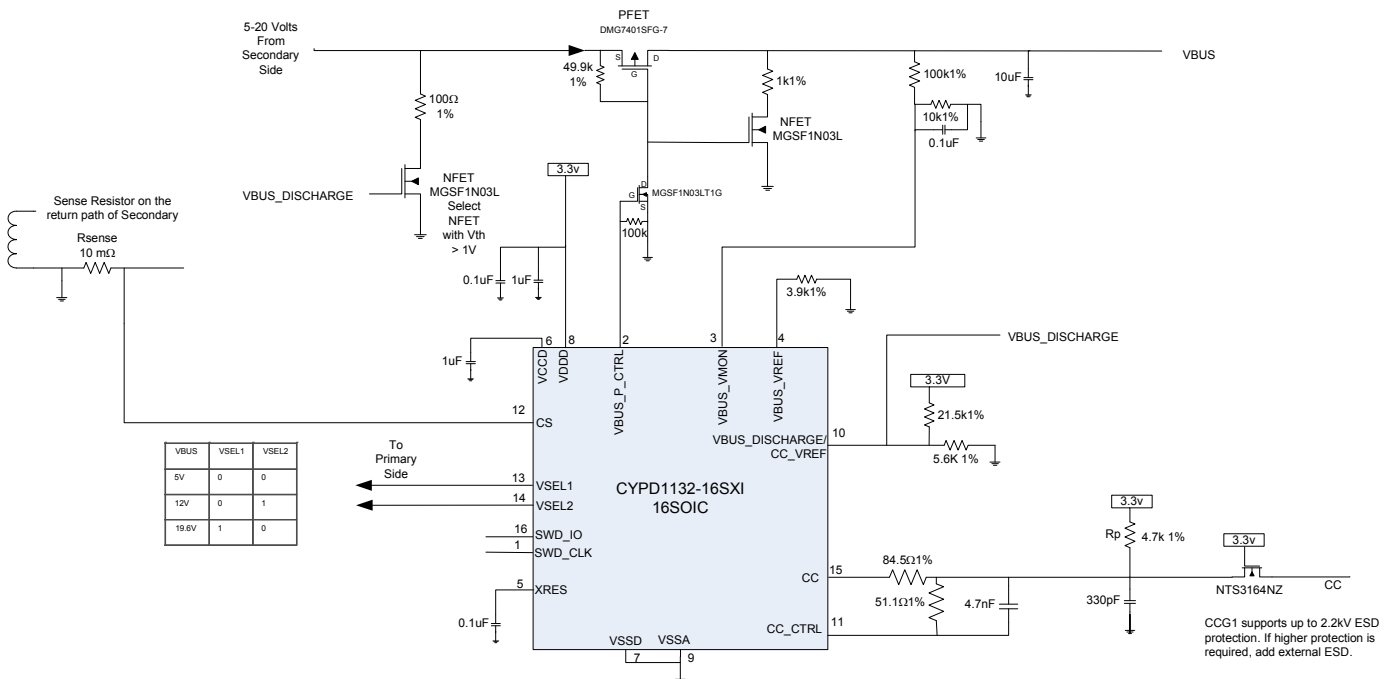 PFET
DMG7401SFG-7
5-20 Volts
From
Secondary
Side
S
D
G
49.9k
1%
VBUS
100Ω
1%
1k1%
100k1%
10uF
10k1%
0.1uF
NFET
MGSF1N03L
VBUS_DISCHARGE
NFET
MGSF1N03L
Select
NFET
with Vth
> 1V
3.3v
D
G
S
MGSF1N03LT1G
100k
Sense Resistor on the
return path of Secondary
Rsense
10 mΩ
0.1uF
1uF
3.9k1%
1uF
6
8
2
3
4
VCCD
VDDD
VBUS_P_CTRL
VBUS_VMON
VBUS_VREF
VBUS_DISCHARGE
3.3V
21.5k1%
5.6K 1%
12
CS
VBUS_DISCHARGE/
CC_VREF
10
VBUS VSEL1 VSEL2
5V 0 0
12V 0 1
19.6V 1 0
To
Primary
Side
13
VSEL1
14
VSEL2
CYPD1132-16SXI
16SOIC
16
SWD_IO
1
SWD_CLK
5
XRES
0.1uF
VSSD
VSSA
7
9
CC
15
CC_CTRL
11
84.5Ω1%
51.1Ω1%
4.7nF
3.3v
Rp
4.7k 1%
330pF
3.3v
NTS3164NZ
CC
CCG1 supports up to 2.2kV ESD
protection. If higher protection is
required, add external ESD.